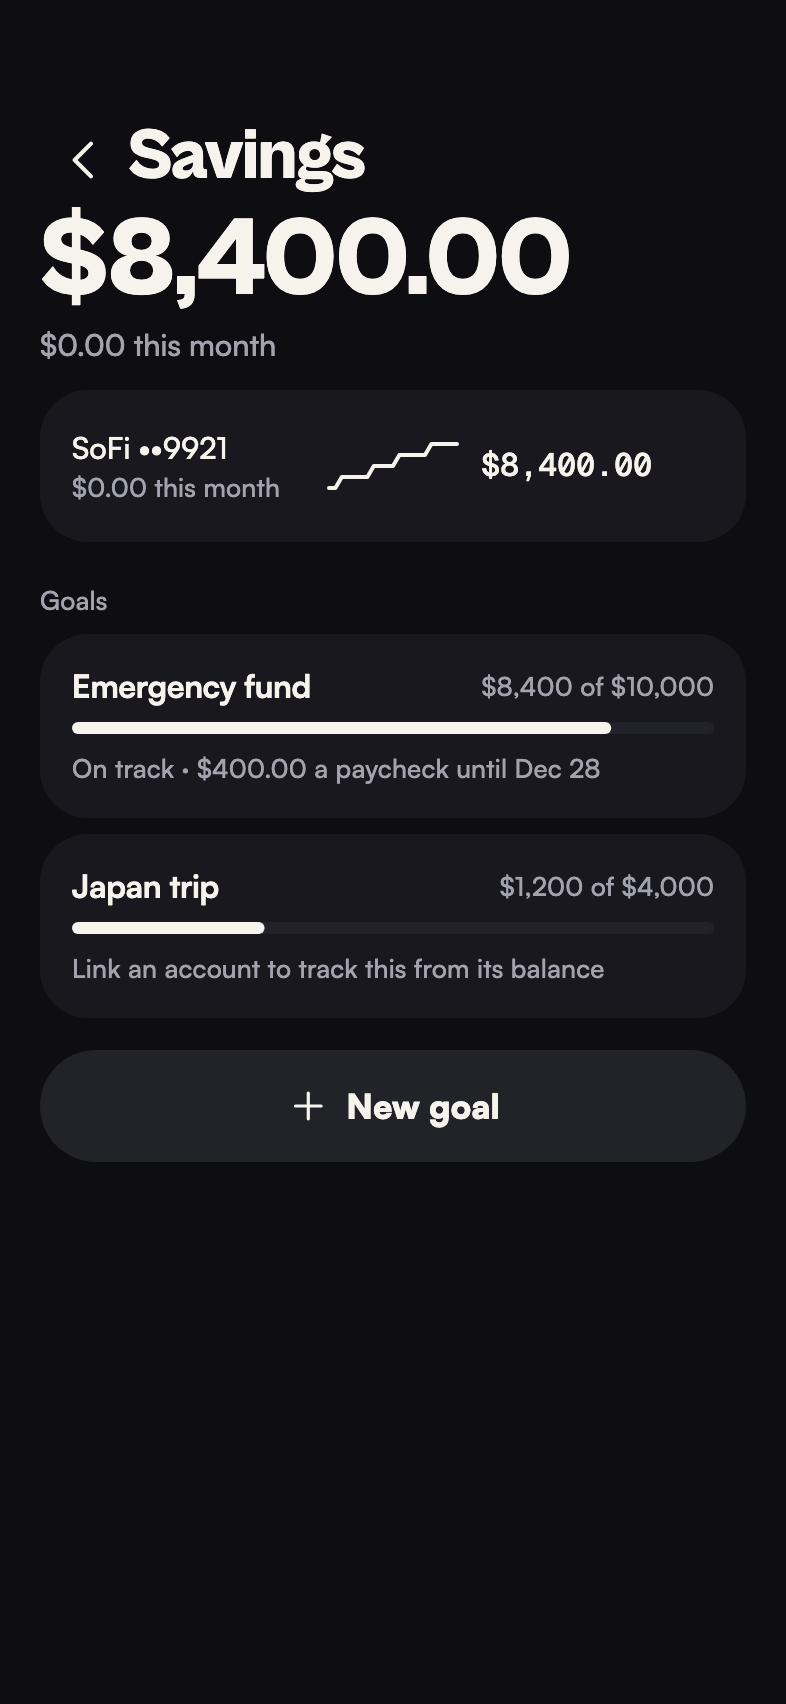 Savings
$8,400.00
$0.00 this month
SoFi ••9921
$0.00 this month
$8,400.00
Goals
Emergency fund
$8,400 of $10,000
On track · $400.00 a paycheck until Dec 28
Japan trip
$1,200 of $4,000
Link an account to track this from its balance
New goal